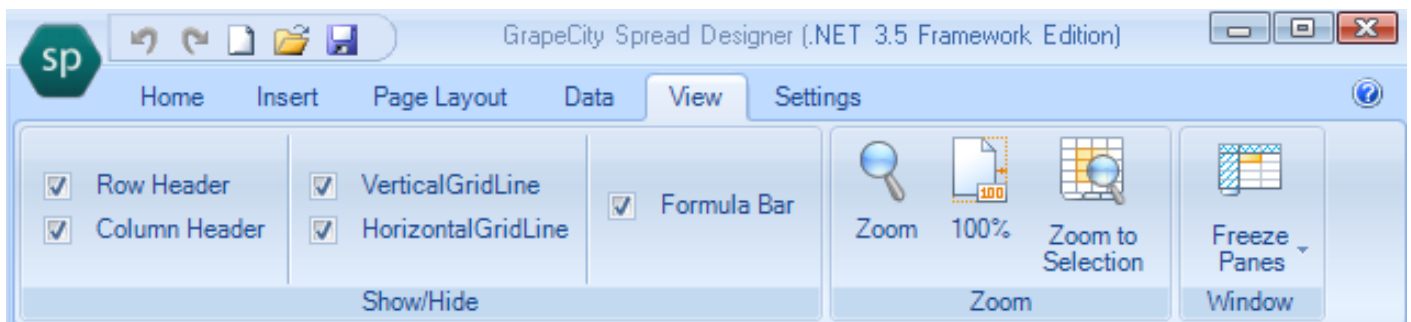 GrapeCity Spread Designer (.NET 3.5 Framework Edition)
sp
Home Insert Page Layout Data View Settings
Row Header VerticalGridLine Formula Bar
Column Header HorizontalGridLine
Zoom 100% Zoom to Selection Freeze Panes
100
Show/Hide Zoom Window